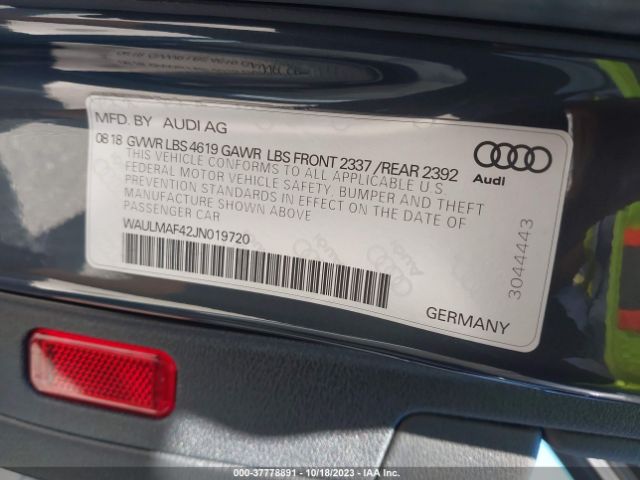 MFD. BY AUDI AG
08 18 GVWR LBS 4619 GAWR LBS FRONT 2337 /REAR 2392
THIS VEHICLE CONFORMS TO ALL APPLICABLE U.S
FEDERAL MOTOR VEHICLE SAFETY, BUMPER AND THEFT
PREVENTION STANDARDS IN EFFECT ON THE DATE OF
MANUFACTURE SHOWN ABOVE
PASSENGER CAR
WAULMAF42JN019720
Audi
3044443
GERMANY
000-37778891 - 10/18/2023 - IAA Inc.